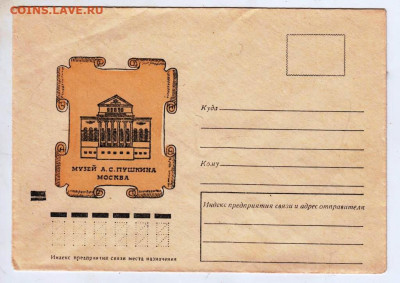 COINS.LAVE.RU
МУЗЕЙ А.С. ПУШКИНА
МОСКВА
Куда
Кому
Индекс предприятия связи и адрес отправителя
Индекс предприятия связи места назначения